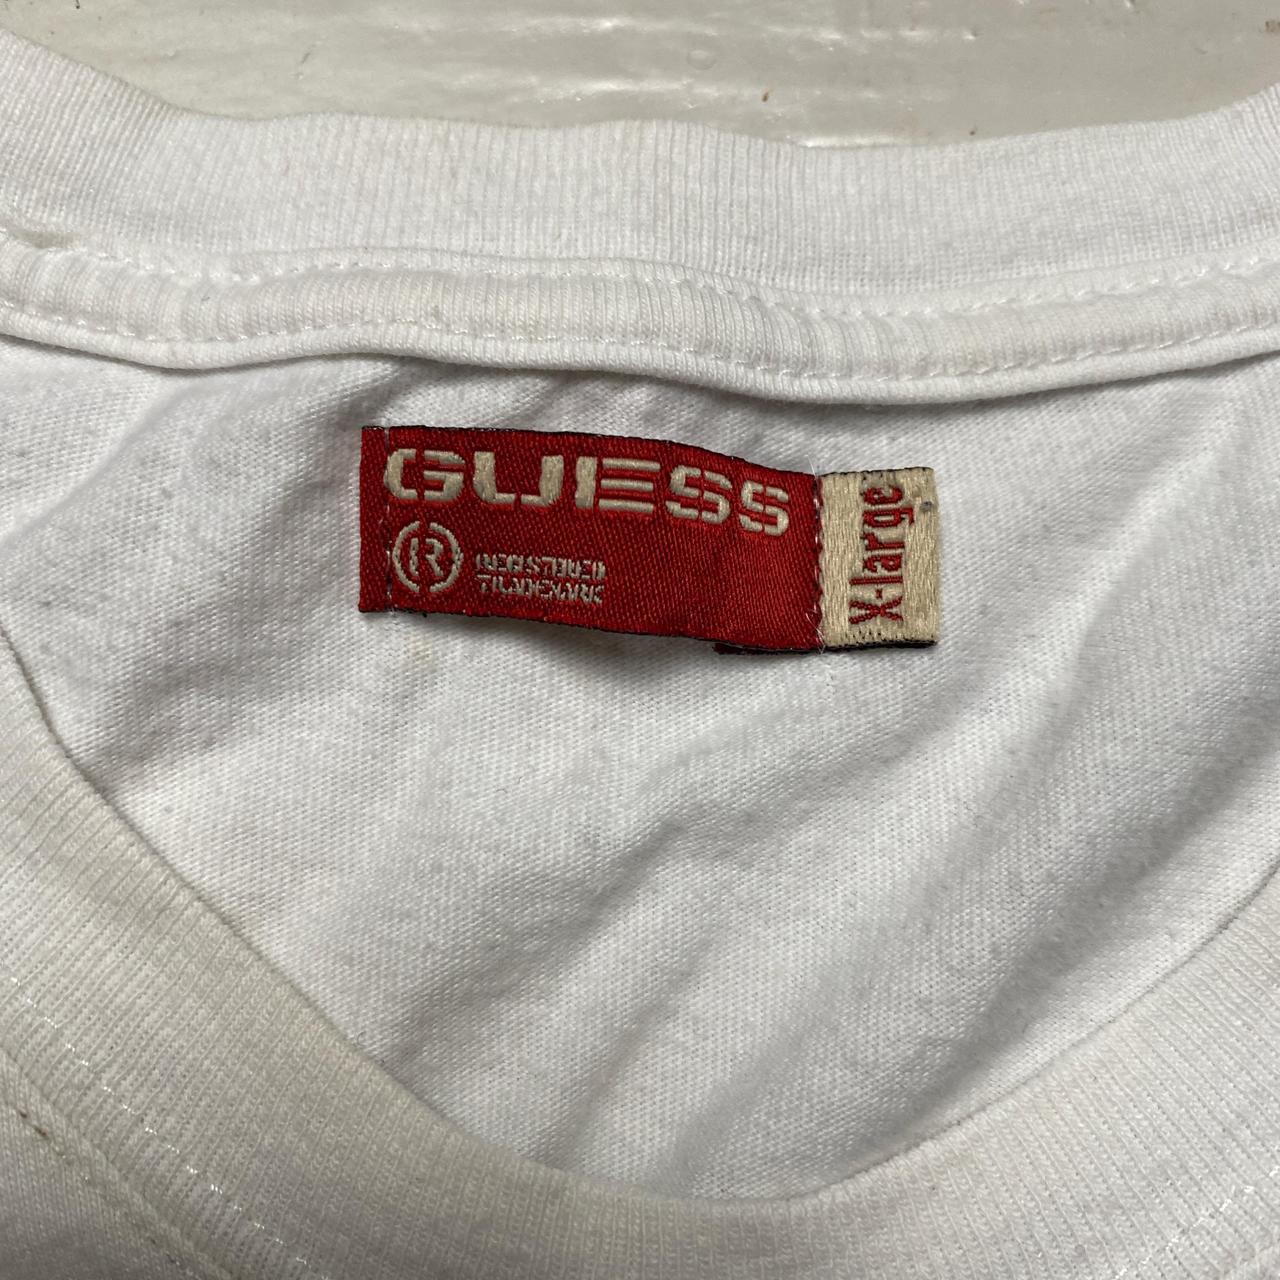 GUESS
R REGISTERED
TRADEMARK
X-large